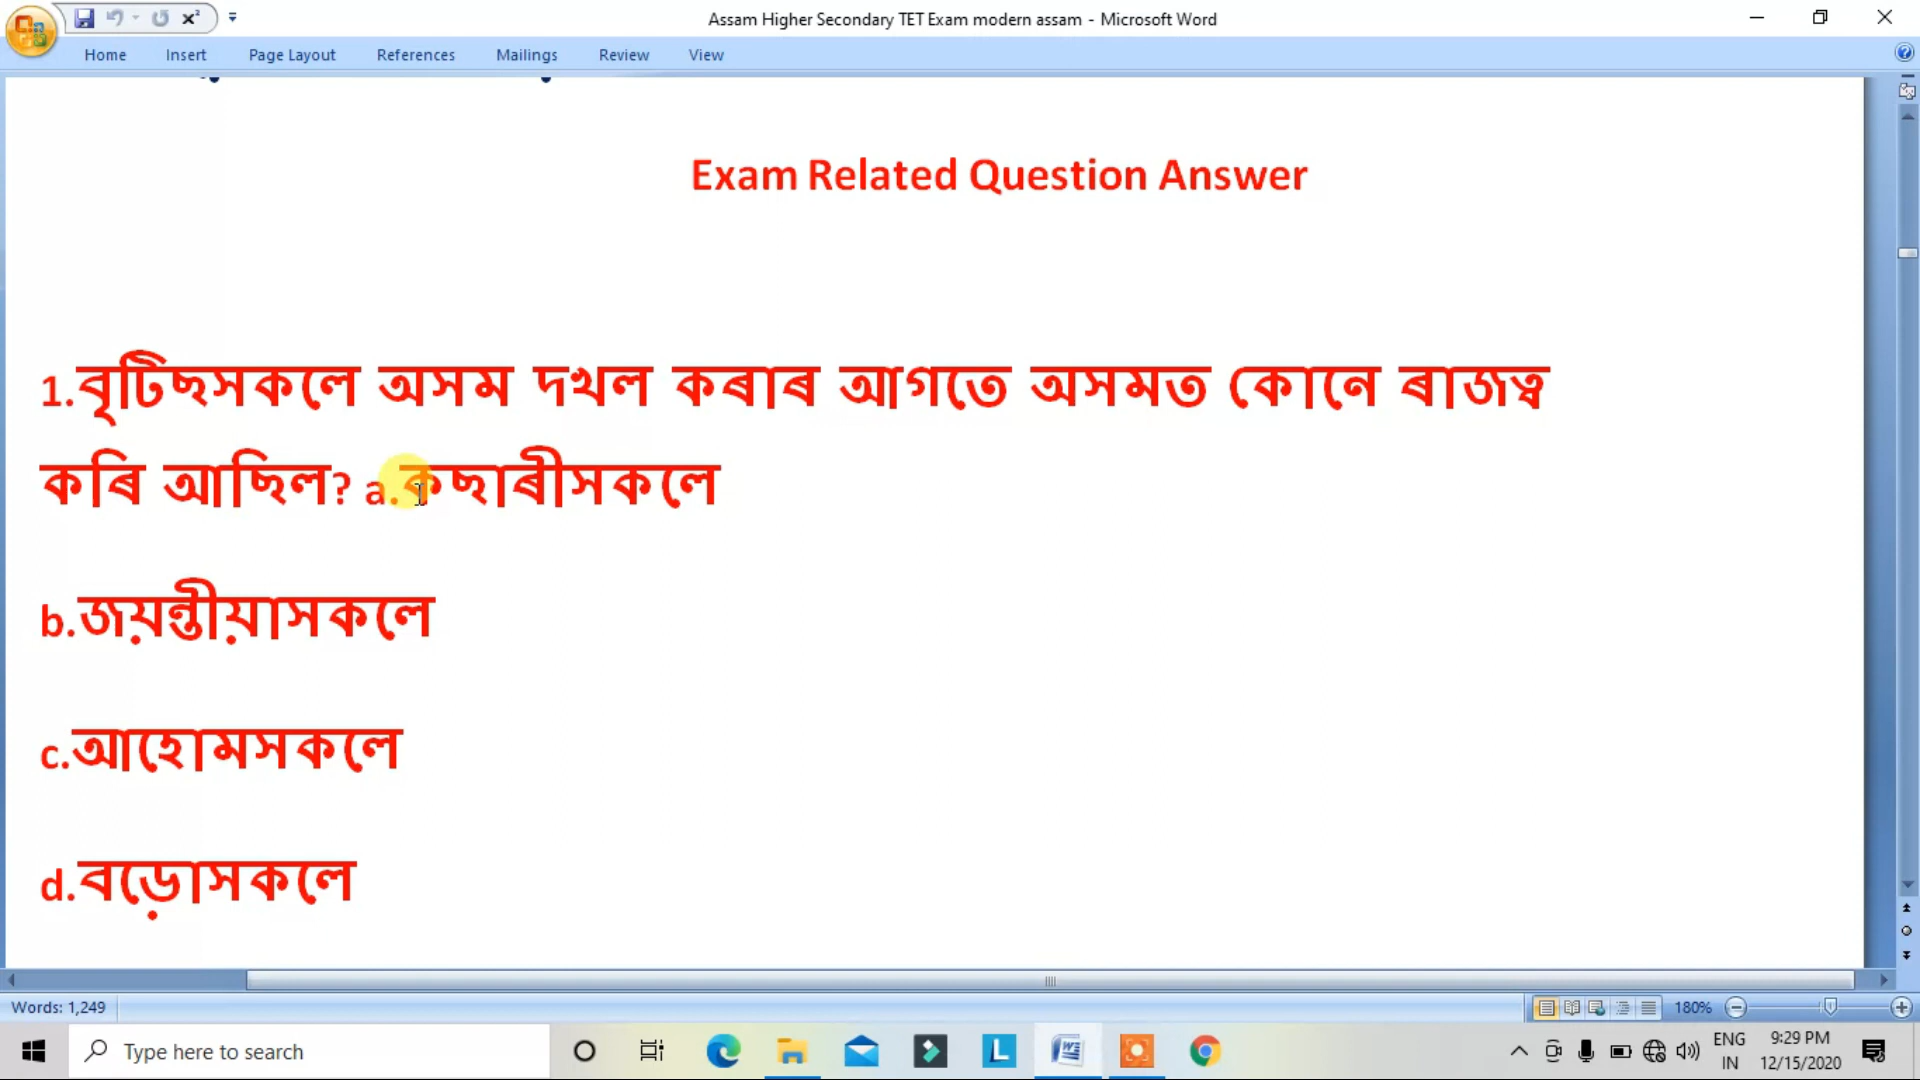 Assam Higher Secondary TET Exam modern assam - Microsoft Word
Home Insert Page Layout References Mailings Review View
Exam Related Question Answer
1.বৃটিছসকলে অসম দখল কৰাৰ আগতে অসমত কোনে ৰাজত্ব
কৰি আছিল? a.কছাৰীসকলে
b.জয়ন্তীয়াসকলে
c.আহোমসকলে
d.বড়োসকলে
Words: 1,249 180%
Type here to search
ENG 9:29 PM
IN 12/15/2020